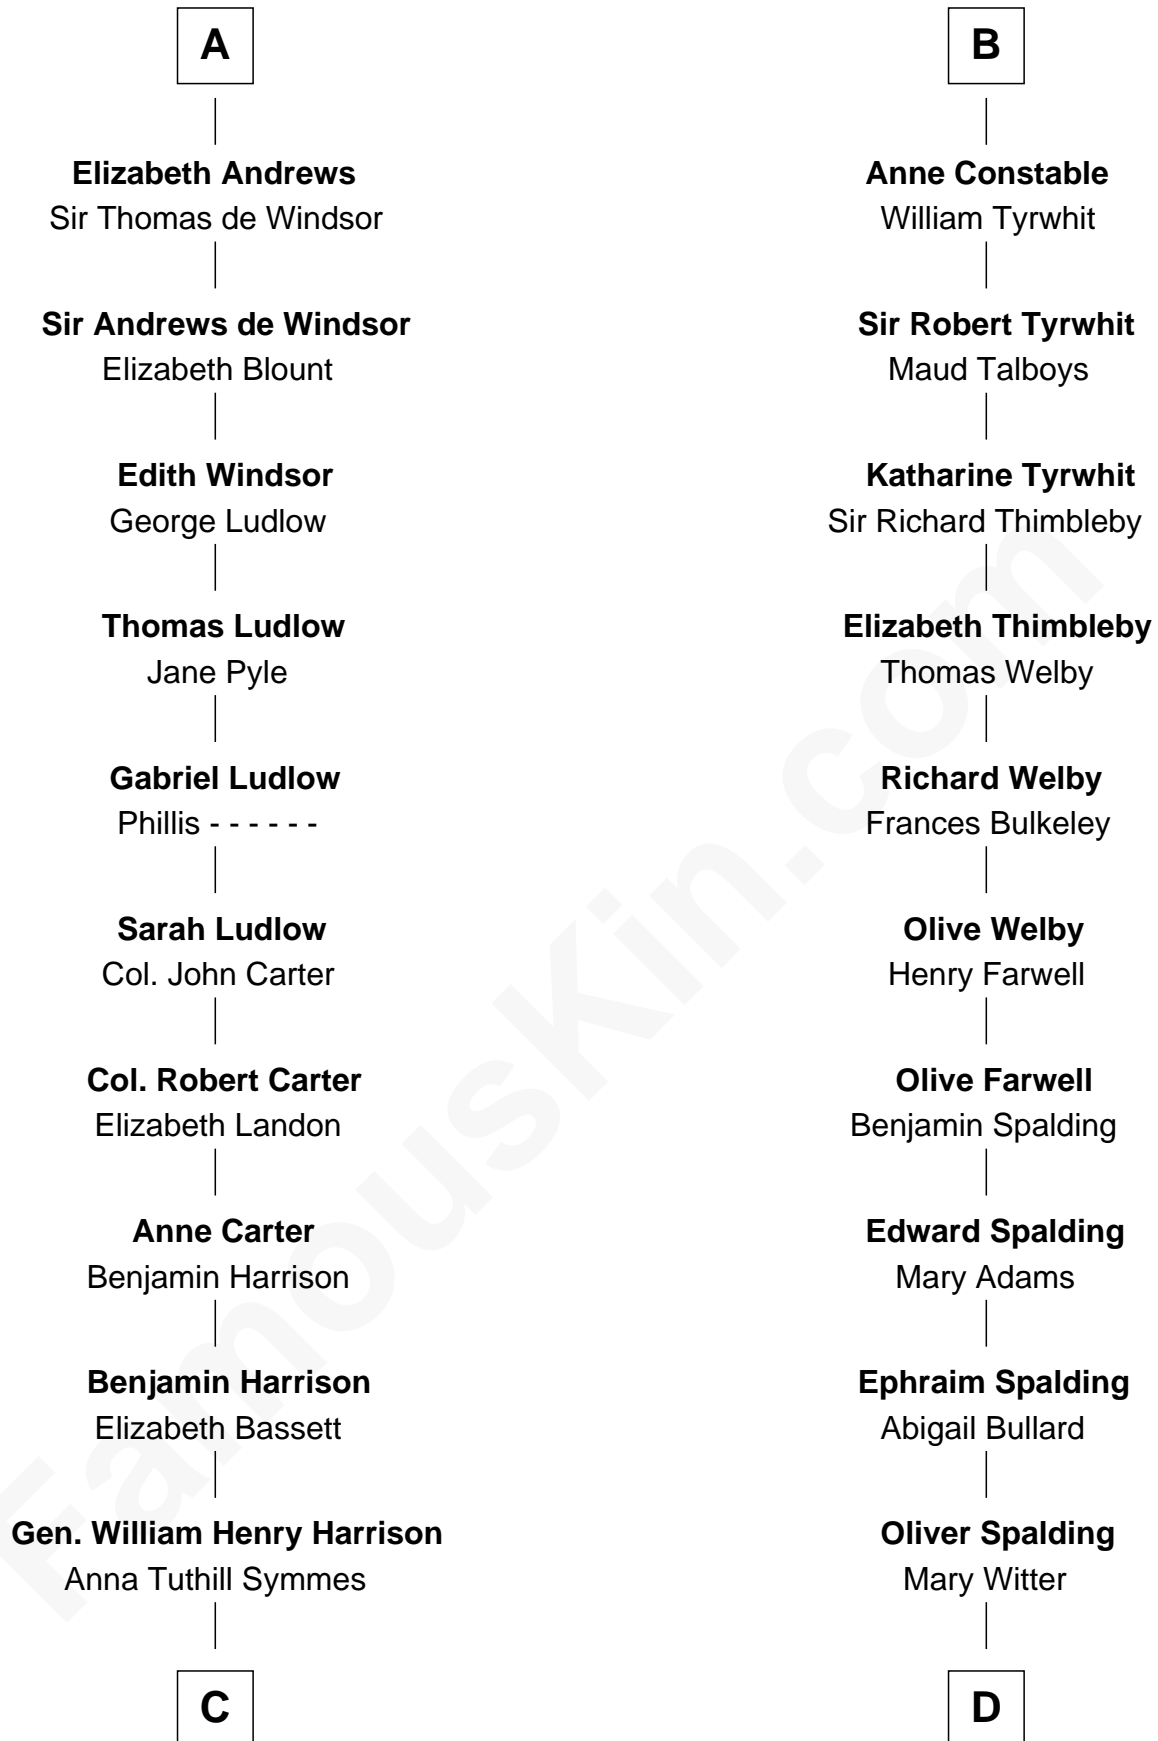 A
Elizabeth Andrews
Sir Thomas de Windsor
Sir Andrews de Windsor
Elizabeth Blount
Edith Windsor
George Ludlow
Thomas Ludlow
Jane Pyle
Gabriel Ludlow
Phillis - - - - - -
Sarah Ludlow
Col. John Carter
Col. Robert Carter
Elizabeth Landon
Anne Carter
Benjamin Harrison
Benjamin Harrison
Elizabeth Bassett
Gen. William Henry Harrison
Anna Tuthill Symmes
C
B
Anne Constable
William Tyrwhit
Sir Robert Tyrwhit
Maud Talboys
Katharine Tyrwhit
Sir Richard Thimbleby
Elizabeth Thimbleby
Thomas Welby
Richard Welby
Frances Bulkeley
Olive Welby
Henry Farwell
Olive Farwell
Benjamin Spalding
Edward Spalding
Mary Adams
Ephraim Spalding
Abigail Bullard
Oliver Spalding
Mary Witter
D
FamousKin.com